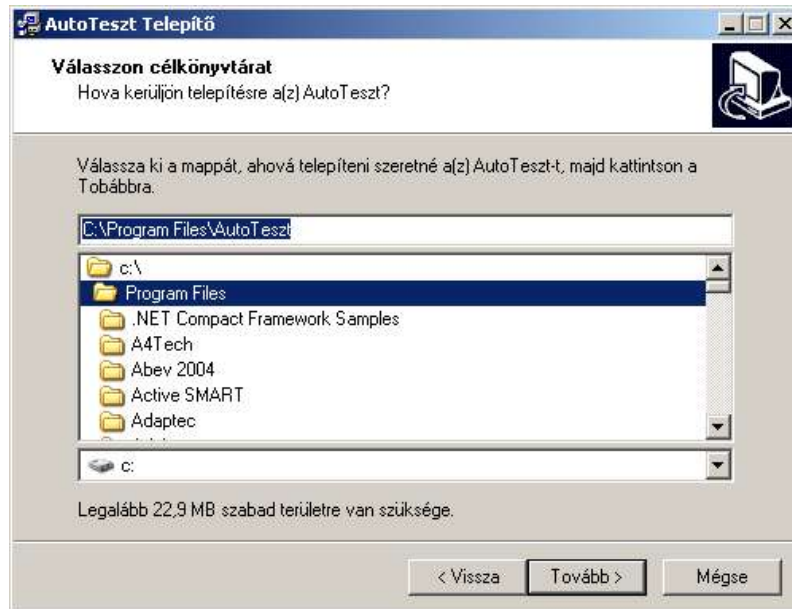 AutoTeszt Telepítő
Válasszon célkönyvtárat
Hova kerüljön telepítésre a(z) AutoTeszt?
Válassza ki a mappát, ahová telepíteni szeretné a(z) AutoTeszt-t, majd kattintson a
Tobábbra.
C:\Program Files\AutoTeszt
c:\
Program Files
.NET Compact Framework Samples
A4Tech
Abev 2004
Active SMART
Adaptec
c:
Legalább 22,9 MB szabad területre van szüksége.
< Vissza
Tovább >
Mégse